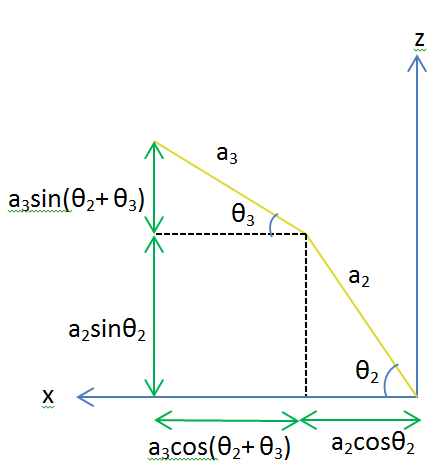 z
a₃
a₃sin(θ₂+θ₃)
θ₃
a₂
a₂sinθ₂
θ₂
x
a₃cos(θ₂+θ₃)
a₂cosθ₂